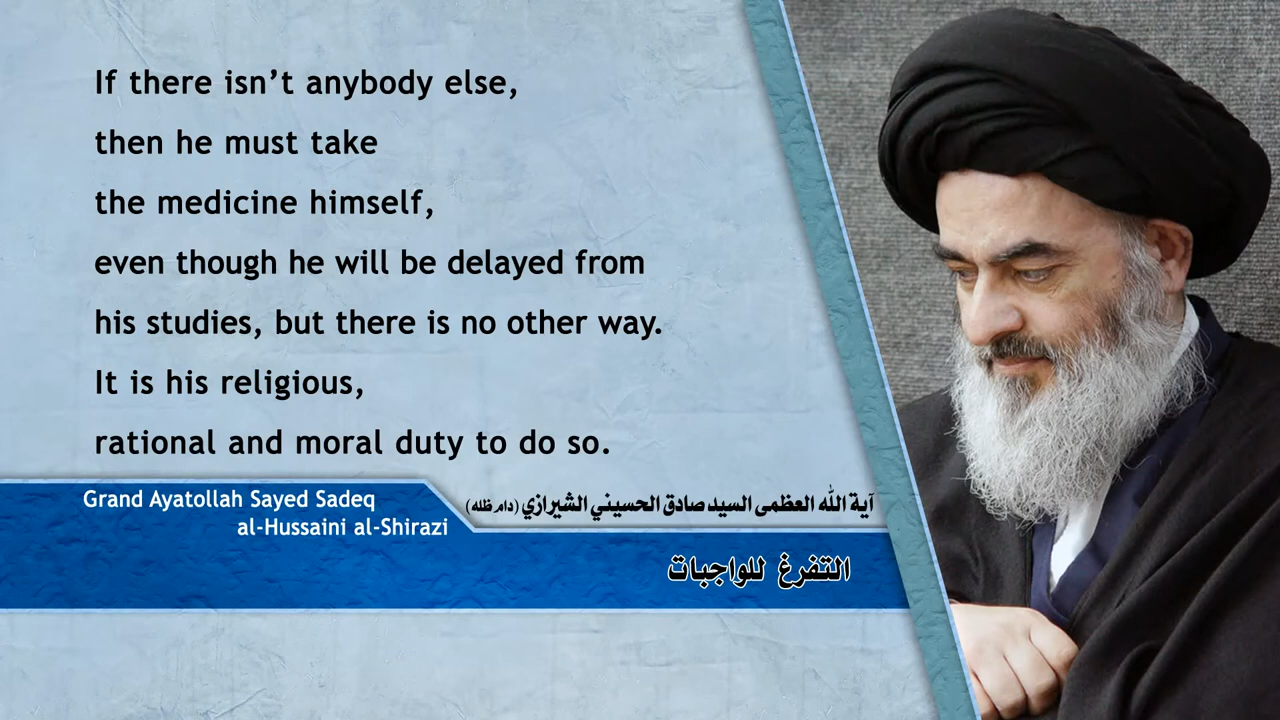 If there isn’t anybody else,
then he must take
the medicine himself,
even though he will be delayed from
his studies, but there is no other way.
It is his religious,
rational and moral duty to do so.
Grand Ayatollah Sayed Sadeq
al-Hussaini al-Shirazi
آية الله العظمى السيد صادق الحسيني الشيرازي (دام ظله)
التفرغ للواجبات